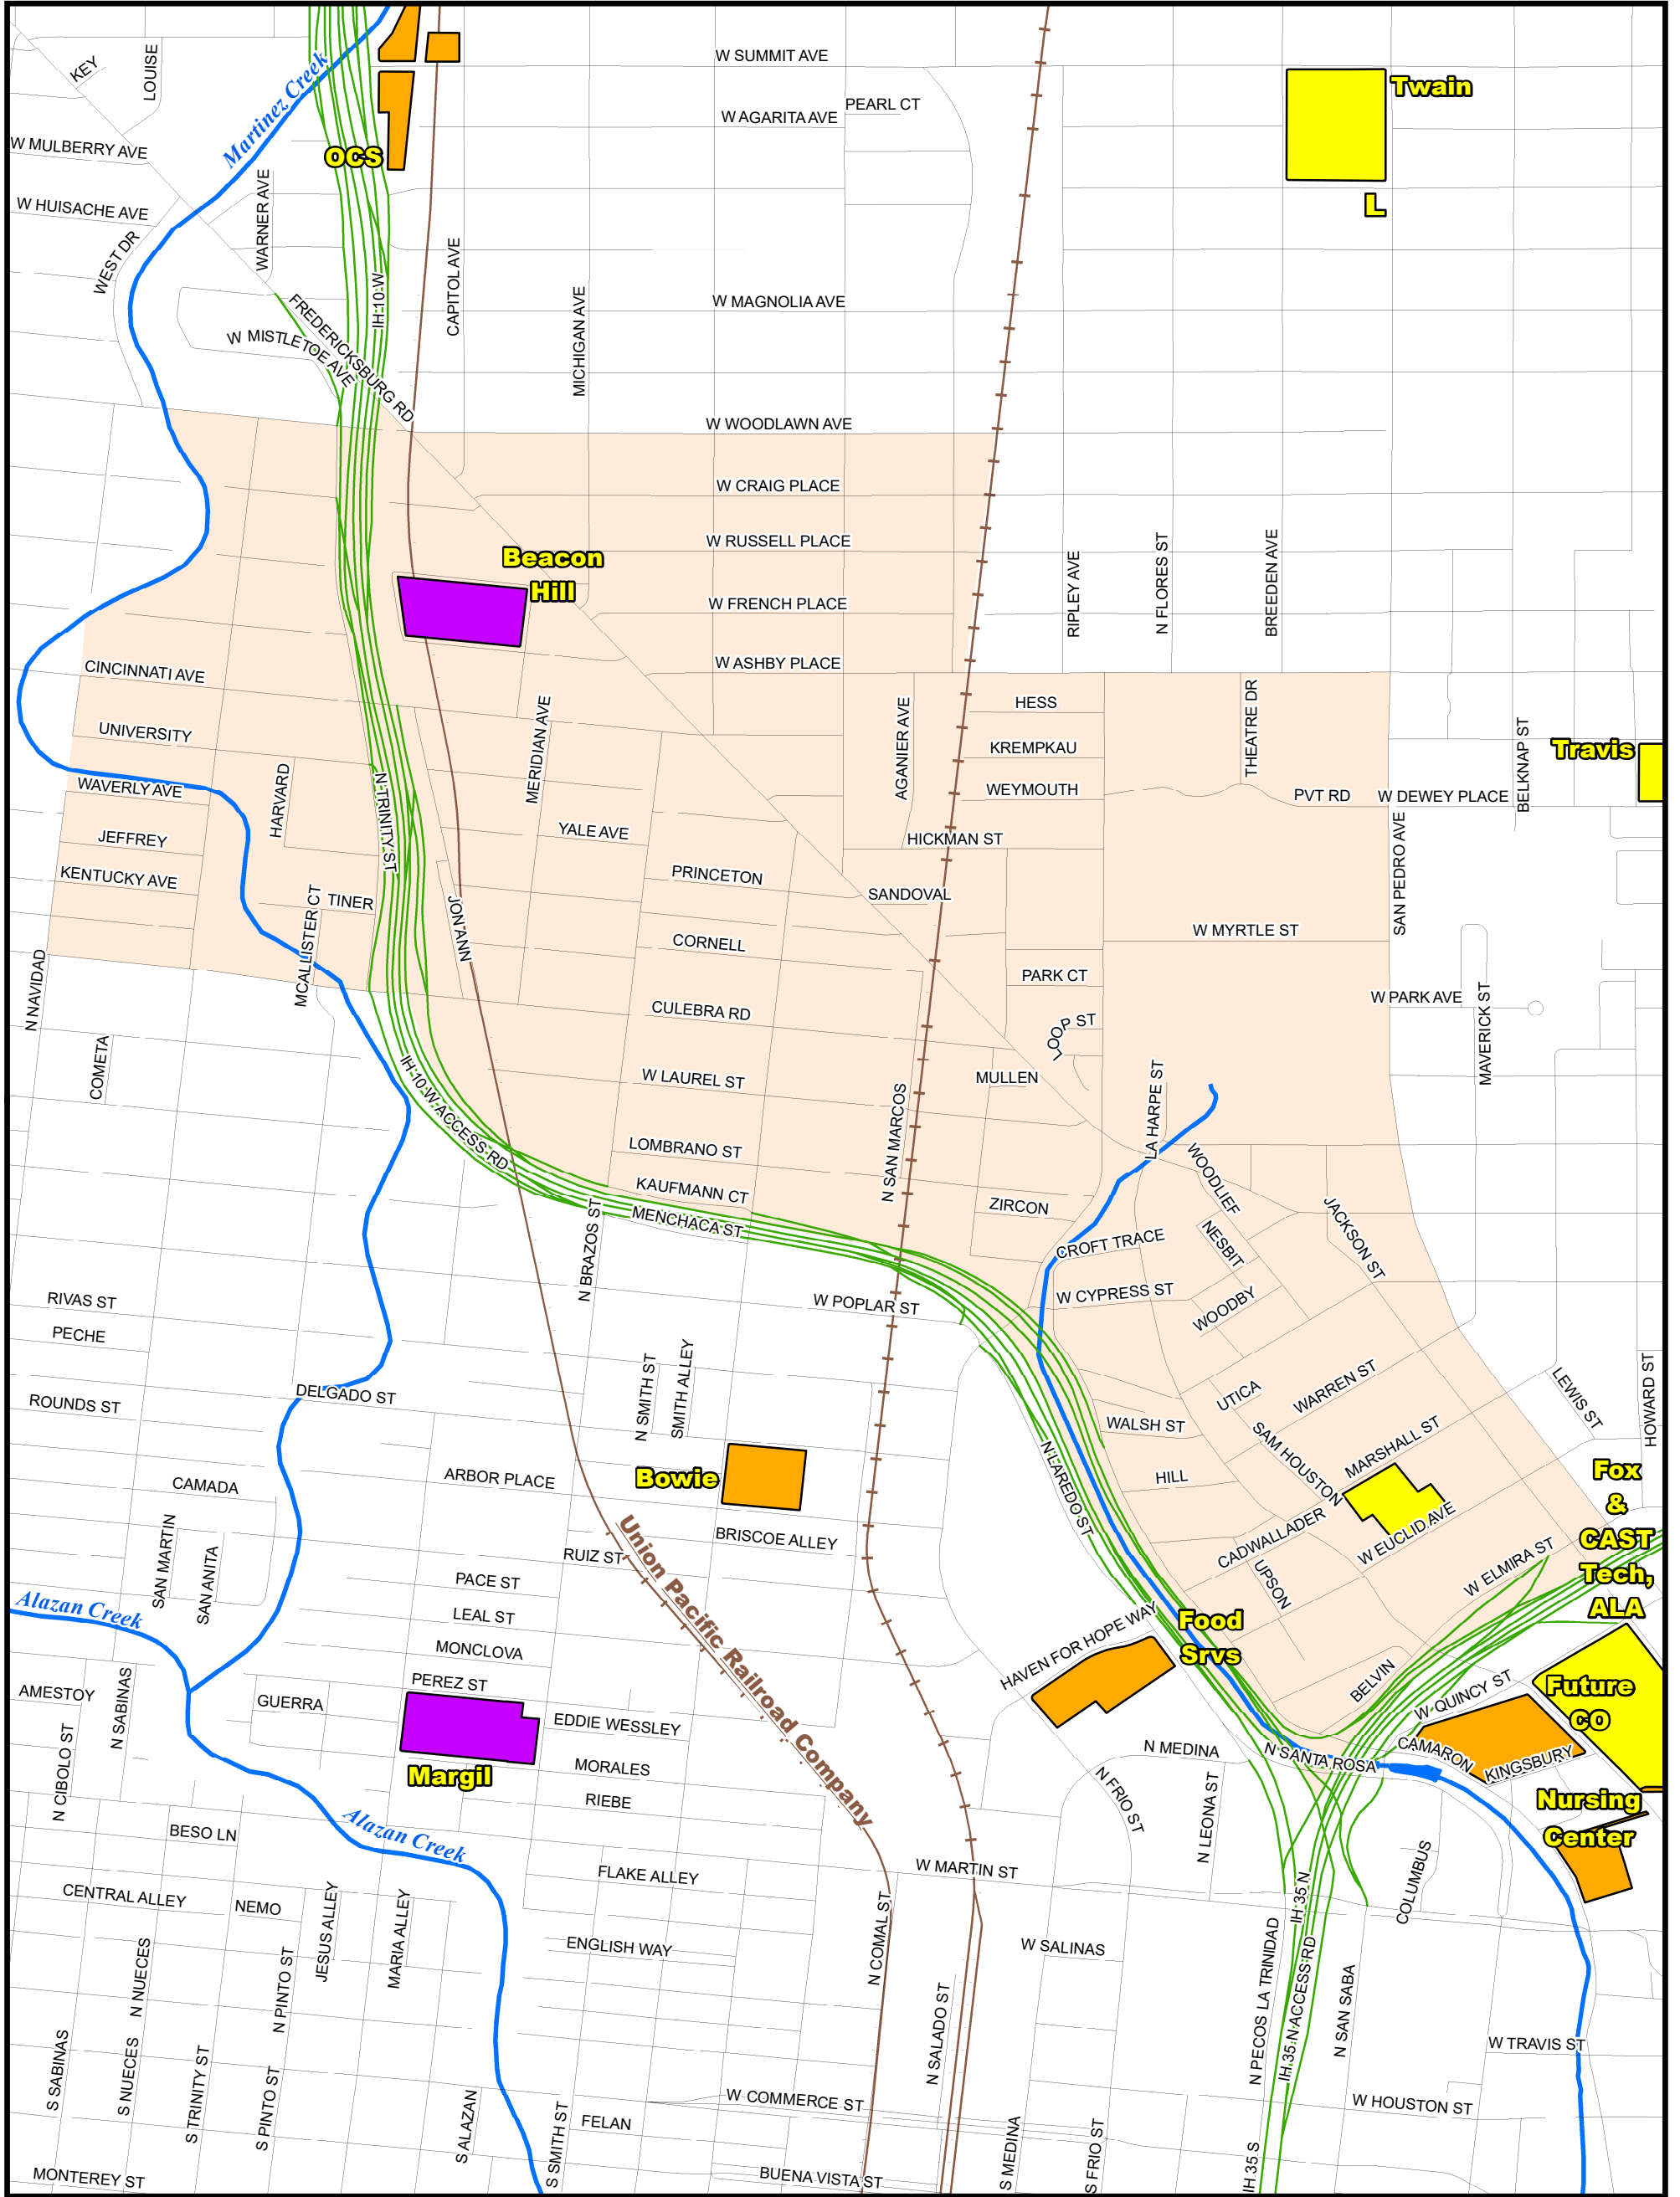 KEY
LOUISE
Martinez Creek
W SUMMIT AVE
Twain
PEARL CT
W AGARITA AVE
W MULBERRY AVE
OCS
L
W HUISACHE AVE
WARNER AVE
WEST DR
IH 10 W
CAPITOL AVE
MICHIGAN AVE
W MAGNOLIA AVE
FREDERICKSBURG RD
W MISTLETOE AVE
W WOODLAWN AVE
W CRAIG PLACE
W RUSSELL PLACE
Beacon
Hill
RIPLEY AVE
N FLORES ST
BREEDEN AVE
W FRENCH PLACE
W ASHBY PLACE
CINCINNATI AVE
HESS
THEATRE DR
UNIVERSITY
MERIDIAN AVE
AGANIER AVE
KREMPKAU
BELKNAP ST
Travis
WAVERLY AVE
HARVARD
N TRINITY ST
WEYMOUTH
PVT RD
W DEWEY PLACE
JEFFREY
YALE AVE
HICKMAN ST
SAN PEDRO AVE
KENTUCKY AVE
PRINCETON
SANDOVAL
TINER
MCALLISTER CT
JON ANN
CORNELL
W MYRTLE ST
N NAVIDAD
PARK CT
W PARK AVE
MAVERICK ST
CULEBRA RD
LOOP ST
COMETA
IH 10 W ACCESS RD
W LAUREL ST
MULLEN
LA HARPE ST
N SAN MARCOS
LOMBRANO ST
WOODLIEF
KAUFMANN CT
ZIRCON
MENCHACA ST
JACKSON ST
CROFT TRACE
NESBIT
N BRAZOS ST
W CYPRESS ST
WOODBY
RIVAS ST
W POPLAR ST
PECHE
N SMITH ST
SMITH ALLEY
DELGADO ST
ROUNDS ST
UTICA
WARREN ST
LEWIS ST
HOWARD ST
WALSH ST
SAM HOUSTON
MARSHALL ST
N LAREDO ST
HILL
CAMADA
ARBOR PLACE
Bowie
Fox
&
CAST
Tech,
ALA
SAN MARTIN
SAN ANITA
BRISCOE ALLEY
CADWALLADER
W EUCLID AVE
RUIZ ST
UPSON
W ELMIRA ST
PACE ST
Union Pacific Railroad Company
Alazan Creek
LEAL ST
HAVEN FOR HOPE WAY
Food
Srvs
MONCLOVA
N SABINAS
AMESTOY
PEREZ ST
GUERRA
BELVIN
W QUINCY ST
Future
CO
EDDIE WESSLEY
N CIBOLO ST
Margil
MORALES
N MEDINA
N SANTA ROSA
CAMARON
KINGSBURY
RIEBE
N FRIO ST
N LEONA ST
Nursing
Center
BESO LN
Alazan Creek
FLAKE ALLEY
W MARTIN ST
COLUMBUS
CENTRAL ALLEY
NEMO
JESUS ALLEY
MARIA ALLEY
IH 35 N
ENGLISH WAY
W SALINAS
N COMAL ST
N NUECES
N PINTO ST
N PECOS LA TRINIDAD
IH 35 N ACCESS RD
N SAN SABA
N SALADO ST
W TRAVIS ST
S SABINAS
S NUECES
S TRINITY ST
S PINTO ST
S ALAZAN
S SMITH ST
W COMMERCE ST
W HOUSTON ST
FELAN
S MEDINA
S FRIO ST
IH 35 S
MONTEREY ST
BUENA VISTA ST